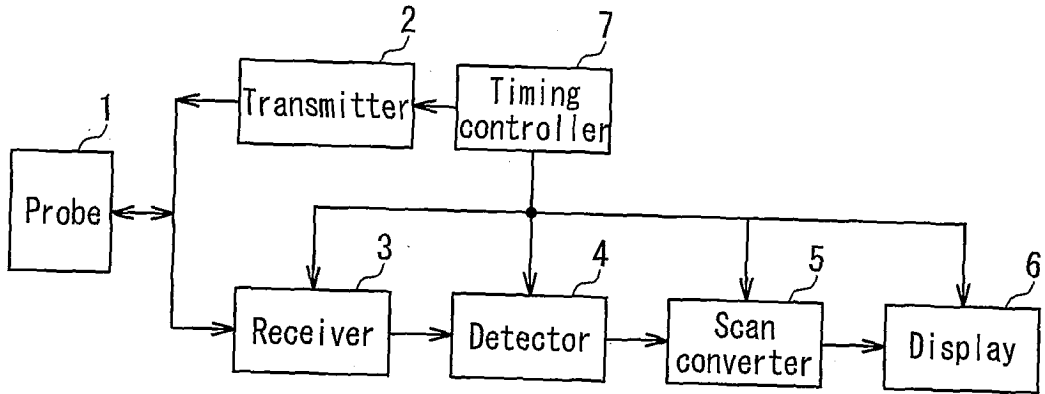 2
7
Transmitter
Timing
controller
1
Probe
3
4
5
6
Receiver
Detector
Scan
converter
Display